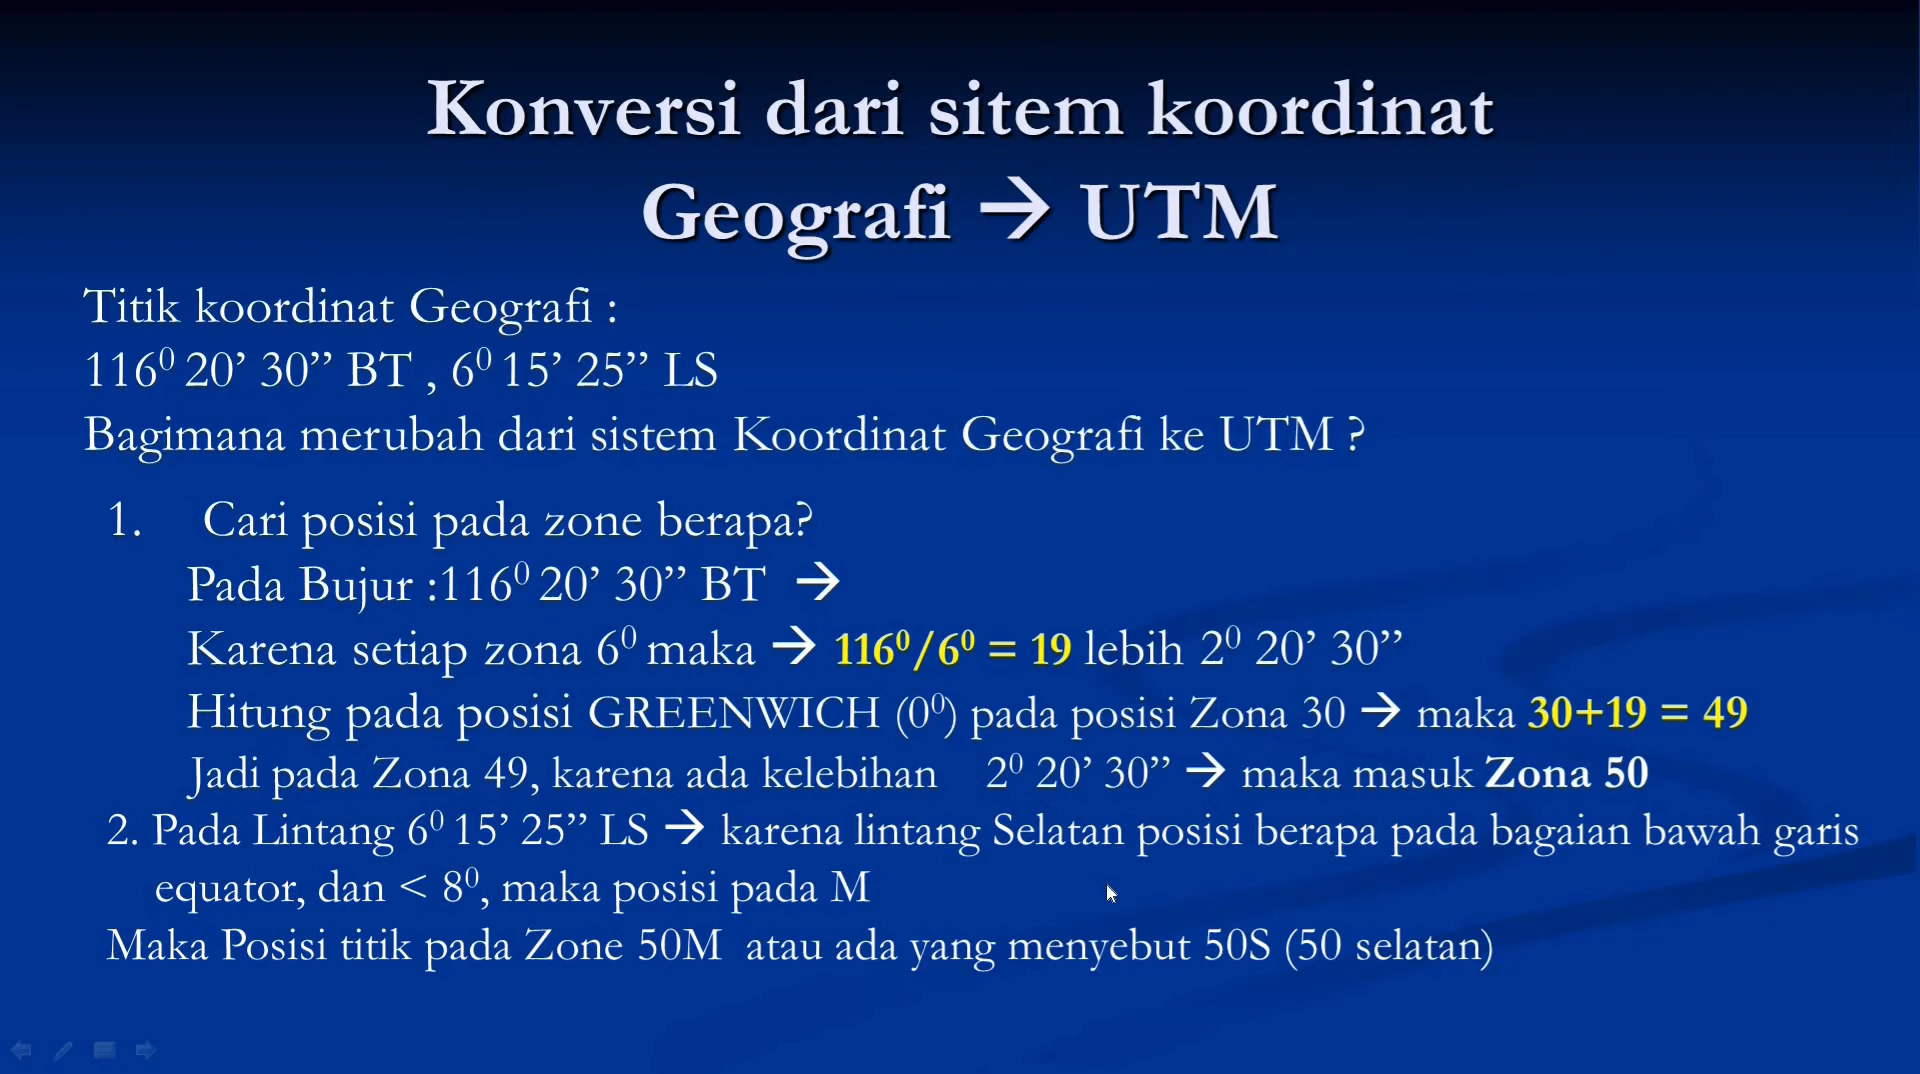 Konversi dari sitem koordinat
Geografi → UTM
Titik koordinat Geografi :
116⁰ 20’ 30” BT , 6⁰ 15’ 25” LS
Bagimana merubah dari sistem Koordinat Geografi ke UTM ?
1. Cari posisi pada zone berapa?
Pada Bujur :116⁰ 20’ 30” BT →
Karena setiap zona 6⁰ maka → 116⁰/6⁰ = 19 lebih 2⁰ 20’ 30”
Hitung pada posisi GREENWICH (0⁰) pada posisi Zona 30 → maka 30+19 = 49
Jadi pada Zona 49, karena ada kelebihan 2⁰ 20’ 30” → maka masuk Zona 50
2. Pada Lintang 6⁰ 15’ 25” LS → karena lintang Selatan posisi berapa pada bagaian bawah garis
equator, dan < 8⁰, maka posisi pada M
Maka Posisi titik pada Zone 50M atau ada yang menyebut 50S (50 selatan)